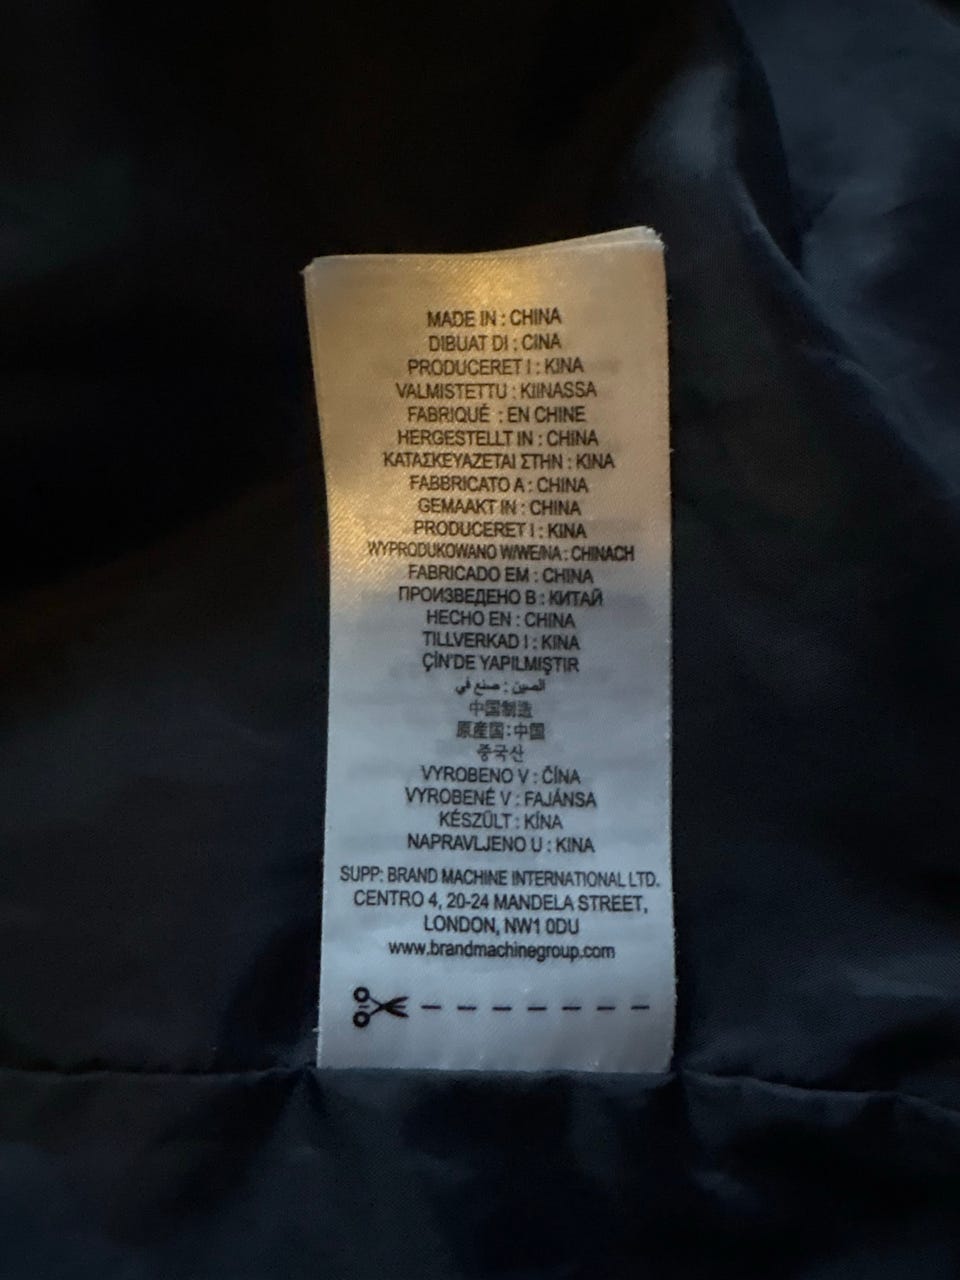 MADE IN : CHINA
DIBUAT DI : CINA
PRODUCERET I : KINA
VALMISTETTU : KIINASSA
FABRIQUÉ : EN CHINE
HERGESTELLT IN : CHINA
ΚΑΤΑΣΚΕΥΑΖΕΤΑΙ ΣΤΗΝ : ΚΙΝΑ
FABBRICATO A : CHINA
GEMAAKT IN : CHINA
PRODUCERET I : KINA
WYPRODUKOWANO W/WE/NA : CHINACH
FABRICADO EM : CHINA
ПРОИЗВЕДЕНО В : КИТАЙ
HECHO EN : CHINA
TILLVERKAD I : KINA
ÇİN'DE YAPILMIŞTIR
الصين : صنع في
中国制造
原産国:中国
중국산
VYROBENO V : ČÍNA
VYROBENÉ V : FAJÁNSA
KÉSZÜLT : KÍNA
NAPRAVLJENO U : KINA
SUPP: BRAND MACHINE INTERNATIONAL LTD.
CENTRO 4, 20-24 MANDELA STREET,
LONDON, NW1 0DU
www.brandmachinegroup.com